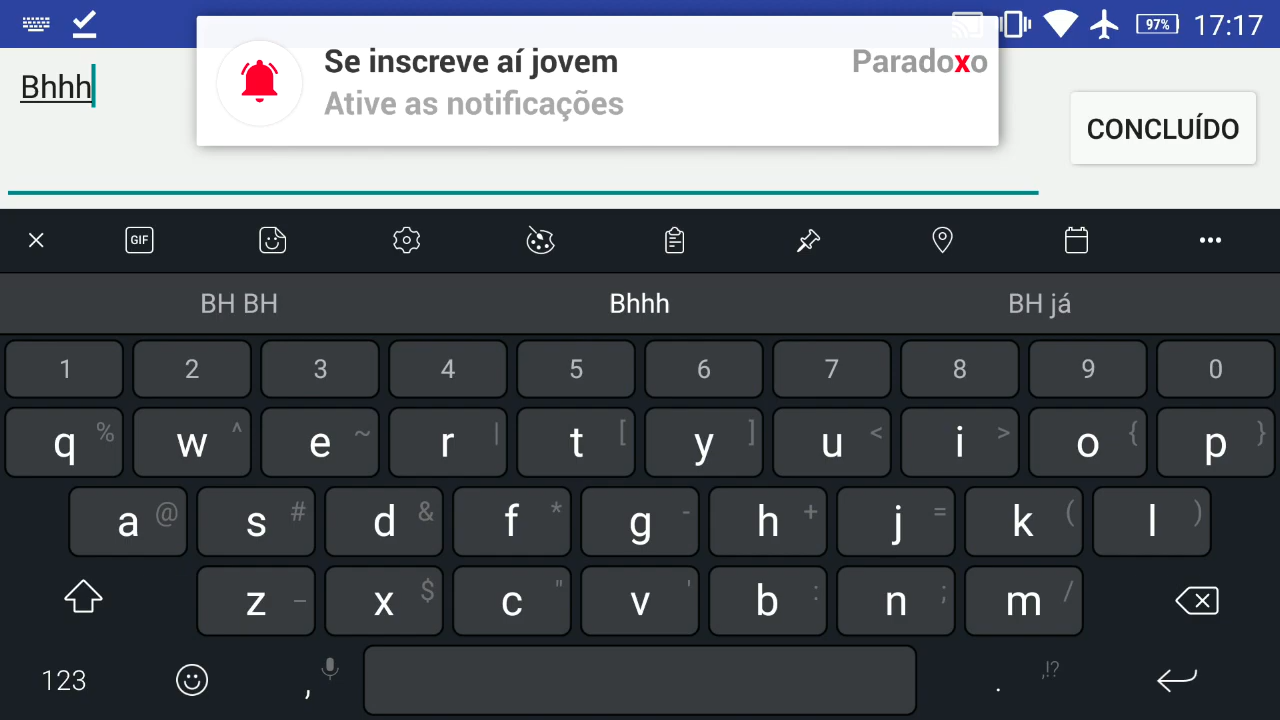 97% 17:17
Se inscreve aí jovem Paradoxo
Ative as notificações
Bhhh
CONCLUÍDO
GIF
BH BH Bhhh BH já
1 2 3 4 5 6 7 8 9 0
q % w ^ e ~ r | t [ y ] u < i > o { p }
a @ s # d & f * g - h + j = k ( l )
z _ x $ c " v ' b : n ; m /
123 , . ,!?